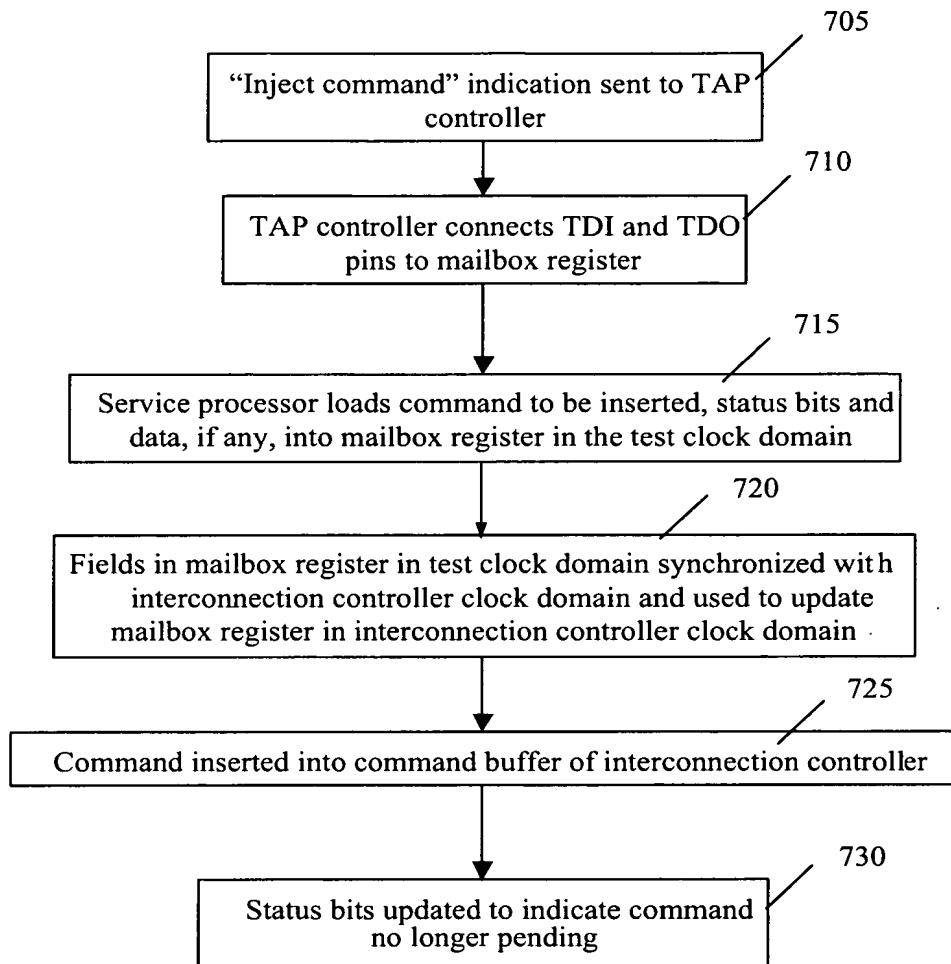 705
“Inject command” indication sent to TAP
controller
710
TAP controller connects TDI and TDO
pins to mailbox register
715
Service processor loads command to be inserted, status bits and
data, if any, into mailbox register in the test clock domain
720
Fields in mailbox register in test clock domain synchronized with
interconnection controller clock domain and used to update
mailbox register in interconnection controller clock domain
725
Command inserted into command buffer of interconnection controller
730
Status bits updated to indicate command
no longer pending